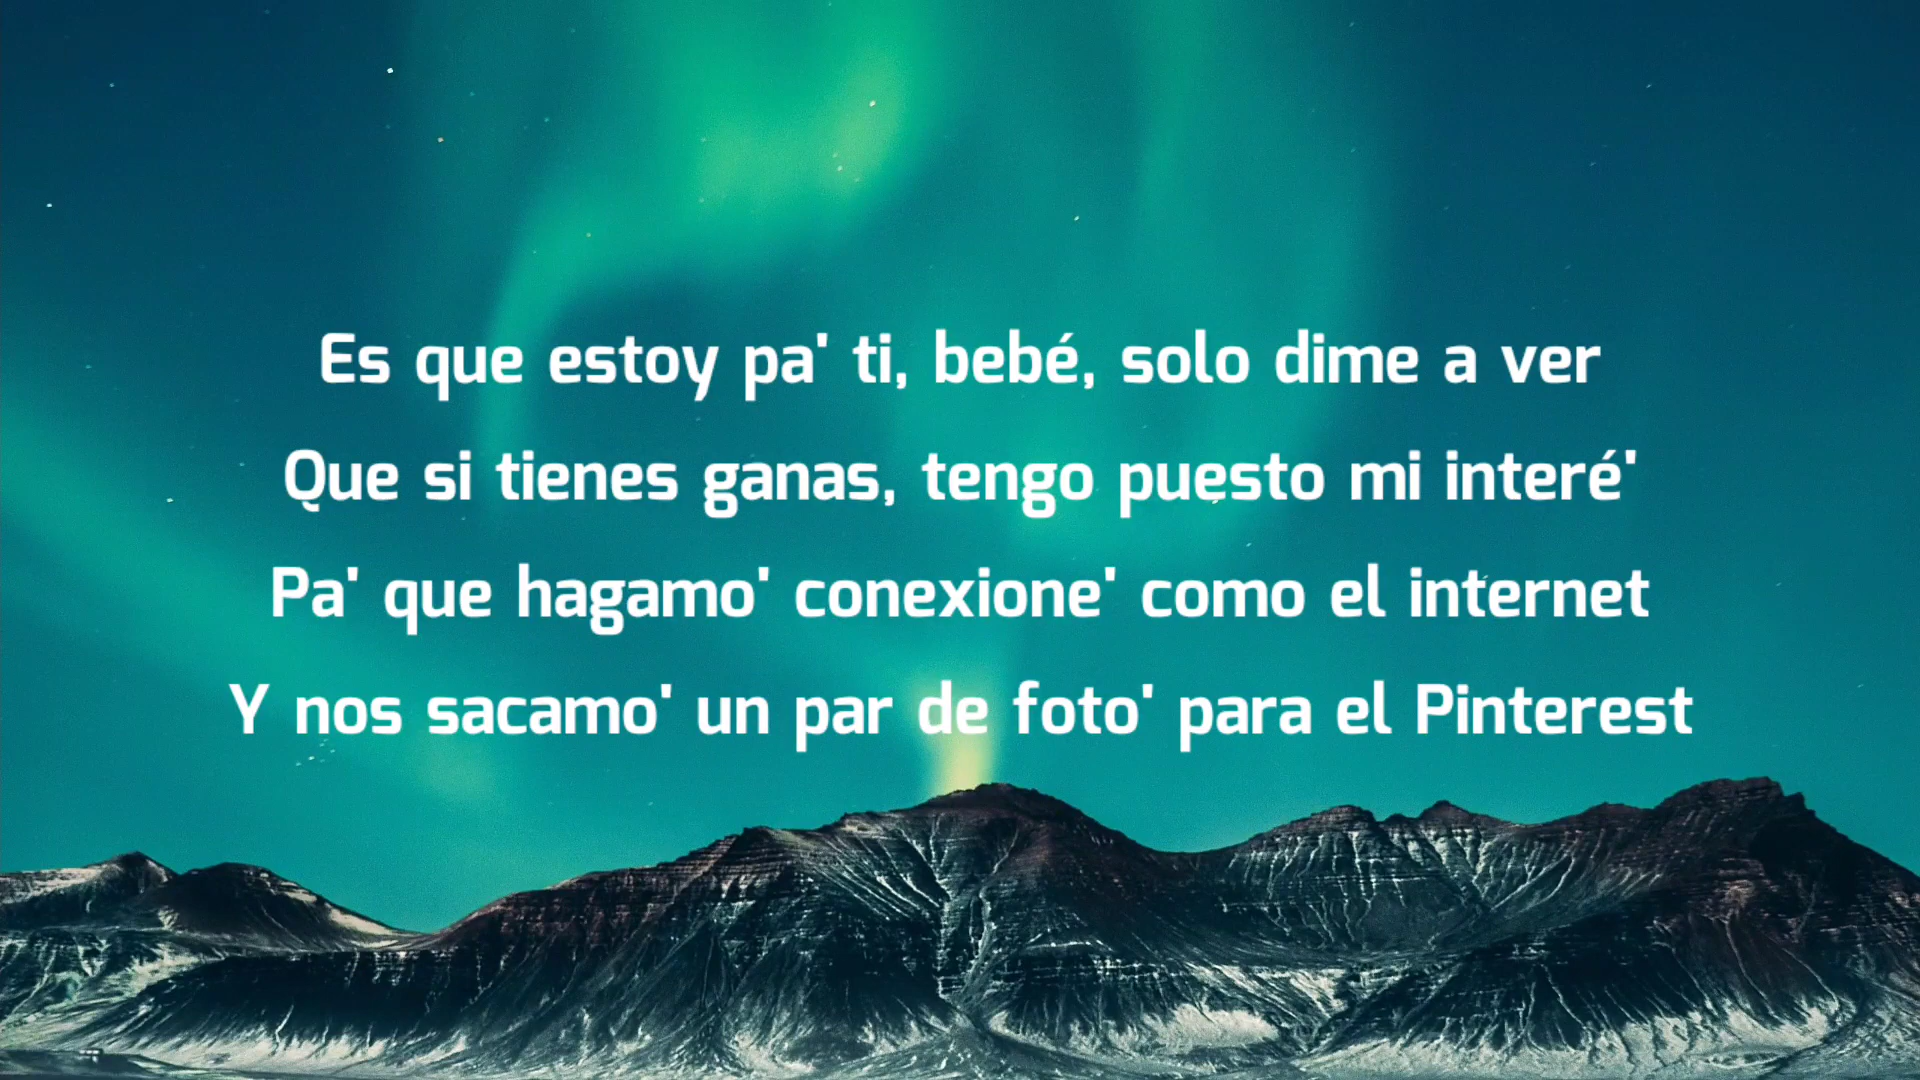 Es que estoy pa' ti, bebé, solo dime a ver
Que si tienes ganas, tengo puesto mi interé'
Pa' que hagamo' conexione' como el internet
Y nos sacamo' un par de foto' para el Pinterest